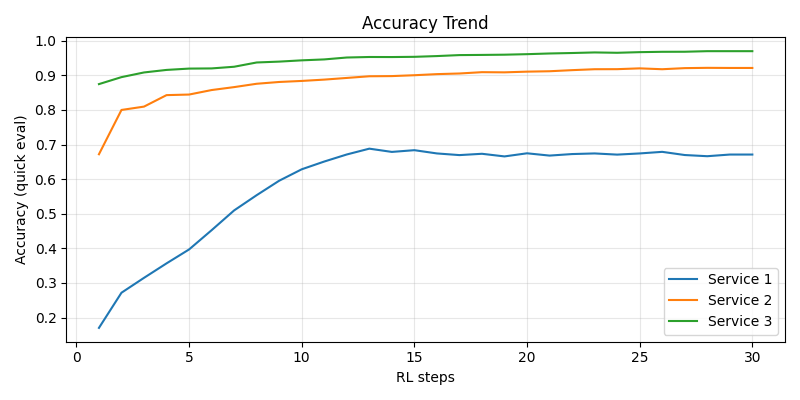 Accuracy Trend
Accuracy (quick eval)
1.0
0.9
0.8
0.7
0.6
0.5
0.4
0.3
0.2
Service 1
Service 2
Service 3
0 5 10 15 20 25 30
RL steps